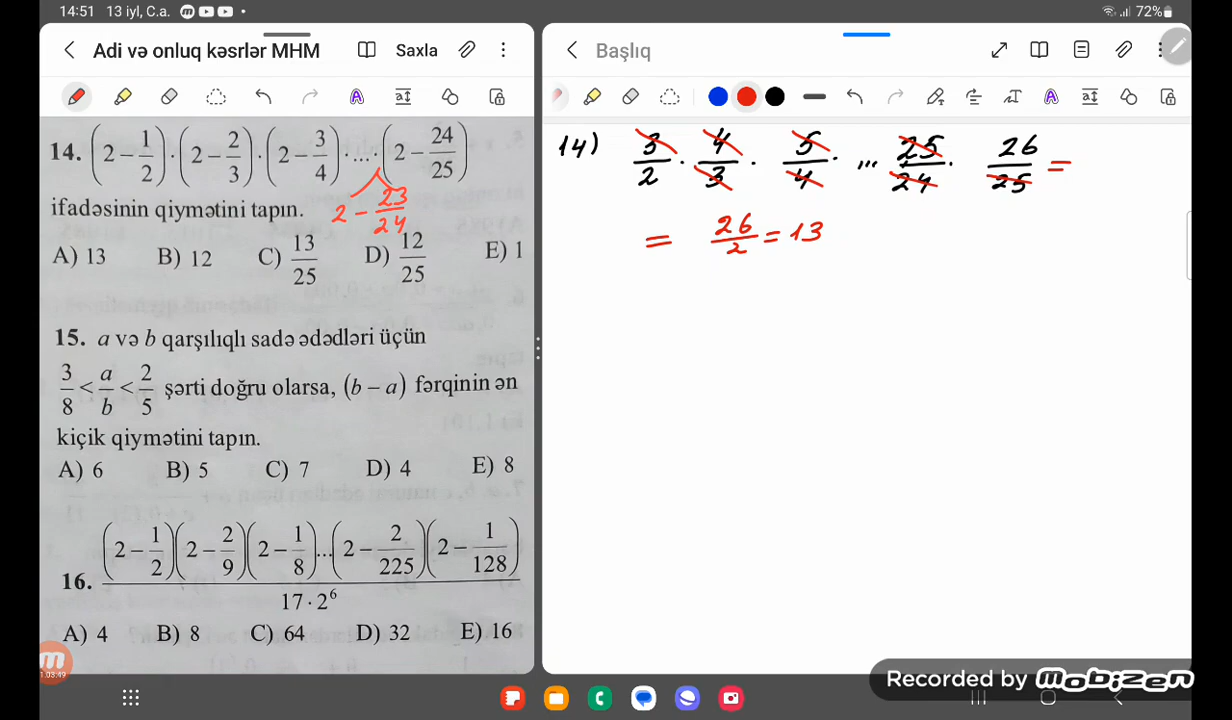 14:51 13 iyl, C.a. 72%
Adi və onluq kəsrlər MHM Saxla
Başlıq
14. (2 − 1/2) · (2 − 2/3) · (2 − 3/4) · ... · (2 − 24/25)
2 − 23/24
ifadəsinin qiymətini tapın.
A) 13 B) 12 C) 13/25 D) 12/25 E) 1
15. a və b qarşılıqlı sadə ədədləri üçün
3/8 < a/b < 2/5 şərti doğru olarsa, (b − a) fərqinin ən
kiçik qiymətini tapın.
A) 6 B) 5 C) 7 D) 4 E) 8
16. (2 − 1/2)(2 − 2/9)(2 − 1/8)...(2 − 2/225)(2 − 1/128) / 17 · 2⁶
A) 4 B) 8 C) 64 D) 32 E) 16
1:03:49
14) 3/2 · 4/3 · 5/4 · ... 25/24 · 26/25 =
= 26/2 = 13
Recorded by mobizen